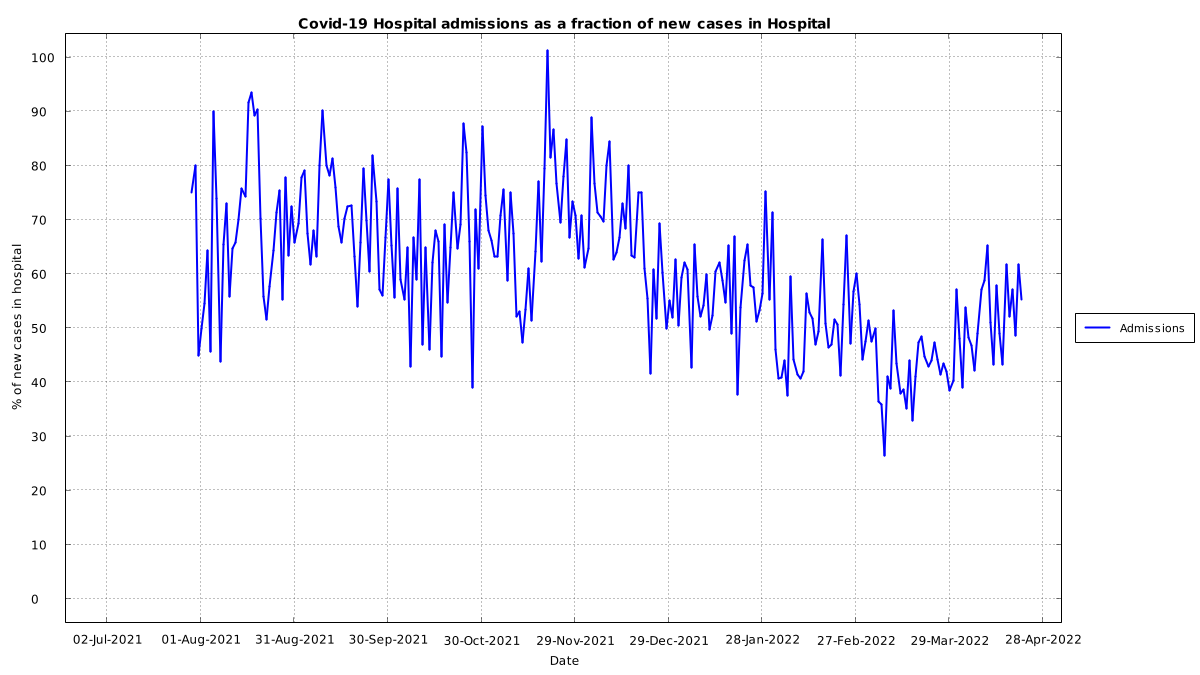 Covid-19 Hospital admissions as a fraction of new cases in Hospital
% of new cases in hospital
100
90
80
70
60
50
40
30
20
10
0
02-Jul-2021 01-Aug-2021 31-Aug-2021 30-Sep-2021 30-Oct-2021 29-Nov-2021 29-Dec-2021 28-Jan-2022 27-Feb-2022 29-Mar-2022 28-Apr-2022
Date
Admissions